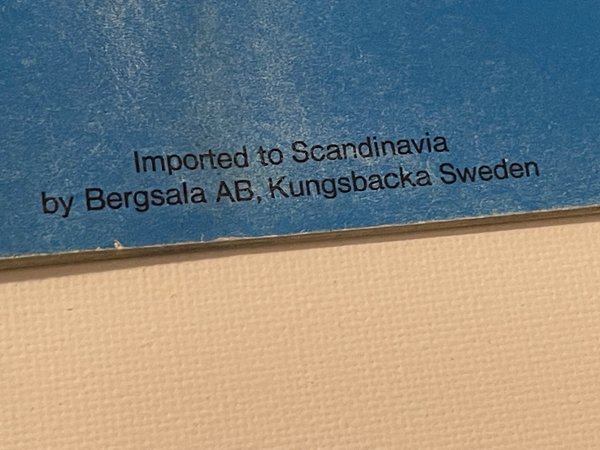 Imported to Scandinavia
by Bergsala AB, Kungsbacka Sweden